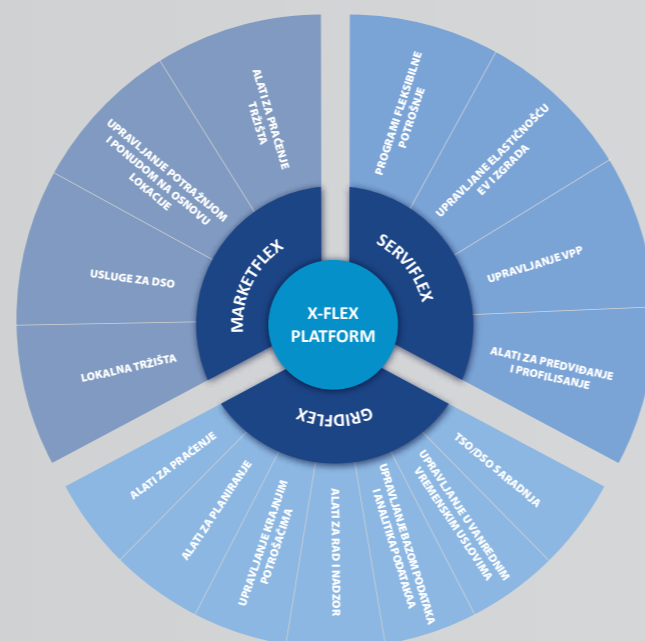 X-FLEX
PLATFORM
MARKETFLEX
ALATI ZA PRAĆENJE
TRŽIŠTA
UPRAVLJANJE POTRAŽNJOM
I PONUDOM NA OSNOVU
LOKACIJE
USLUGE ZA DSO
LOKALNA TRŽIŠTA
SERVIFLEX
PROGRAMI FLEKSIBILNE
POTROŠNJE
UPRAVLJANE ELASTIČNOŠĆU
EV I ZGRADA
UPRAVLJANJE VPP
ALATI ZA PREDVIĐANJE
I PROFILISANJE
GRIDFLEX
ALATI ZA PRAĆENJE
ALATI ZA PLANIRANJE
UPRAVLJANJE KRAJNJIM
POTROŠAČIMA
ALATI ZA RAD I NADZOR
UPRAVLJANJE BAZOM PODATAKA
I ANALITIKA PODATAKAA
UPRAVLJANJE U VANREDNIM
VREMENSKIM USLOVIMA
TSO/DSO SARADNJA